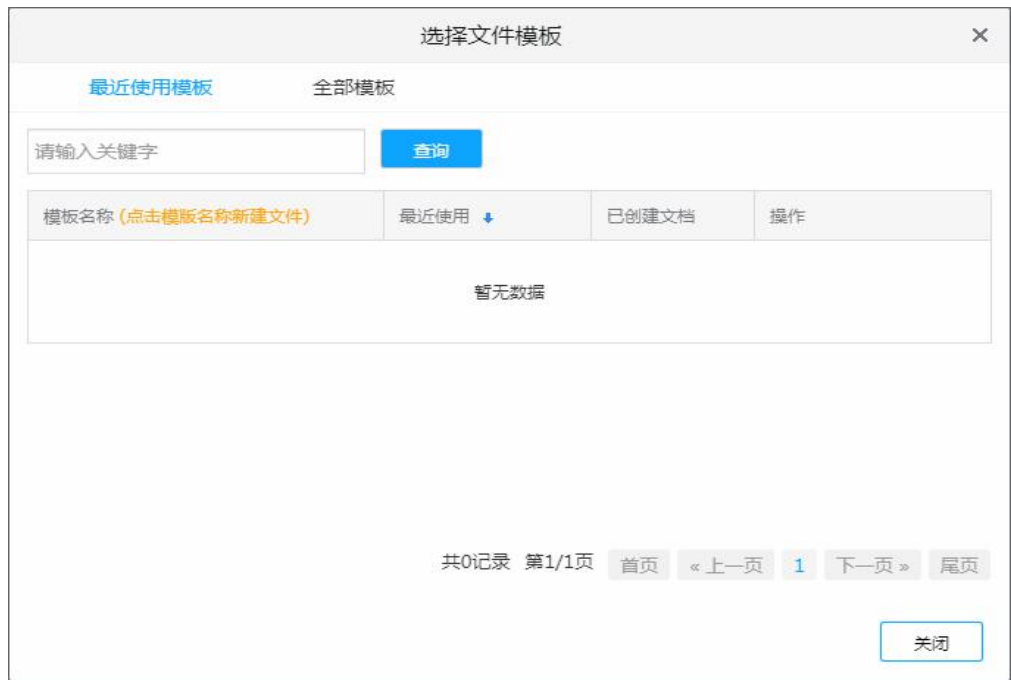 选择文件模板 ×
最近使用模板 全部模板
请输入关键字 查询
模板名称 (点击模版名称新建文件) 最近使用 已创建文档 操作
暂无数据
共0记录 第1/1页 首页 « 上一页 1 下一页 » 尾页
关闭